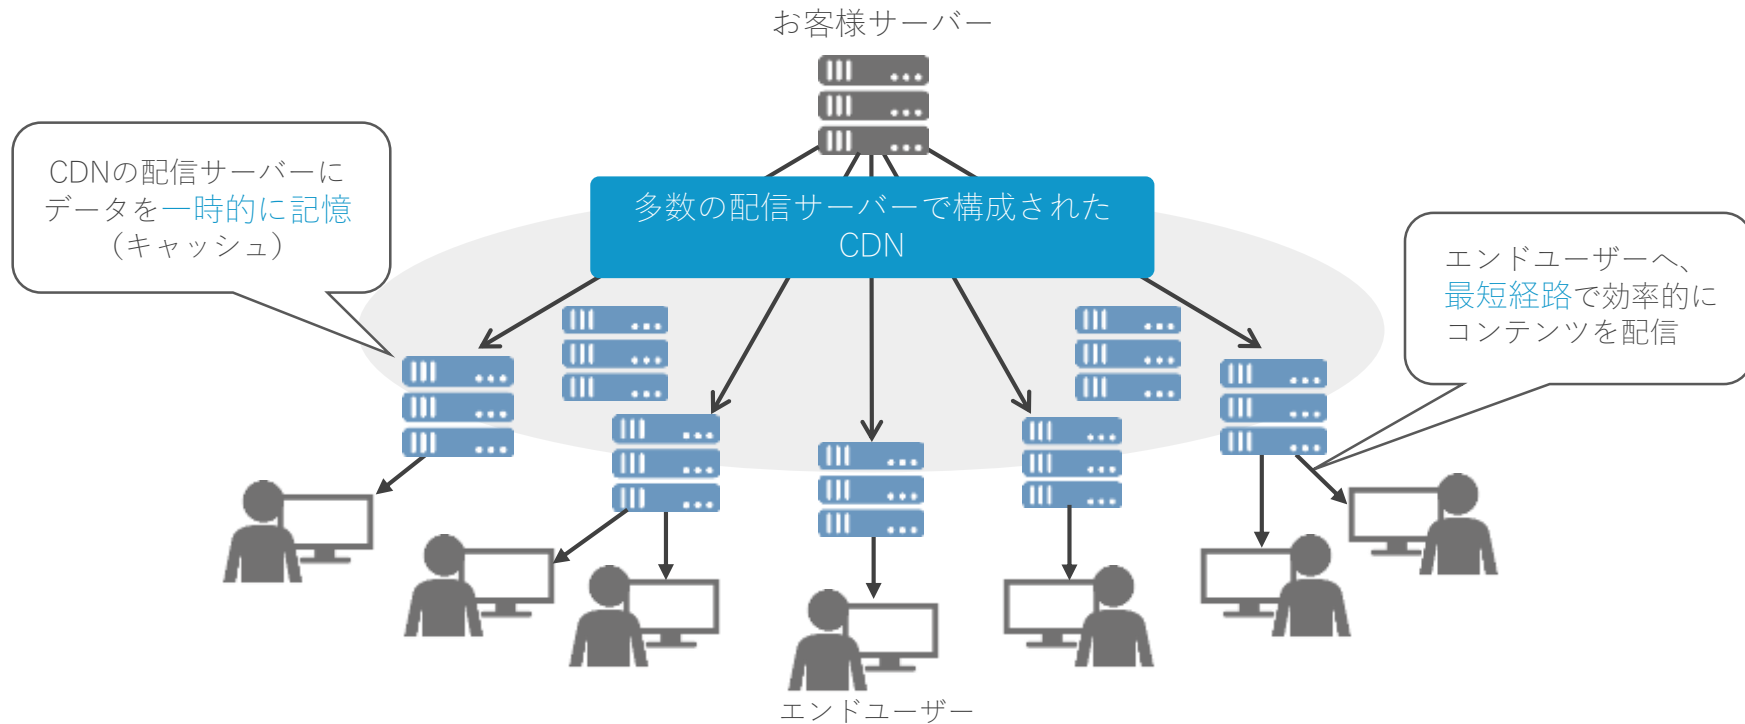 お客様サーバー
CDNの配信サーバーに
データを一時的に記憶
（キャッシュ）
多数の配信サーバーで構成された
CDN
エンドユーザーへ、
最短経路で効率的に
コンテンツを配信
エンドユーザー